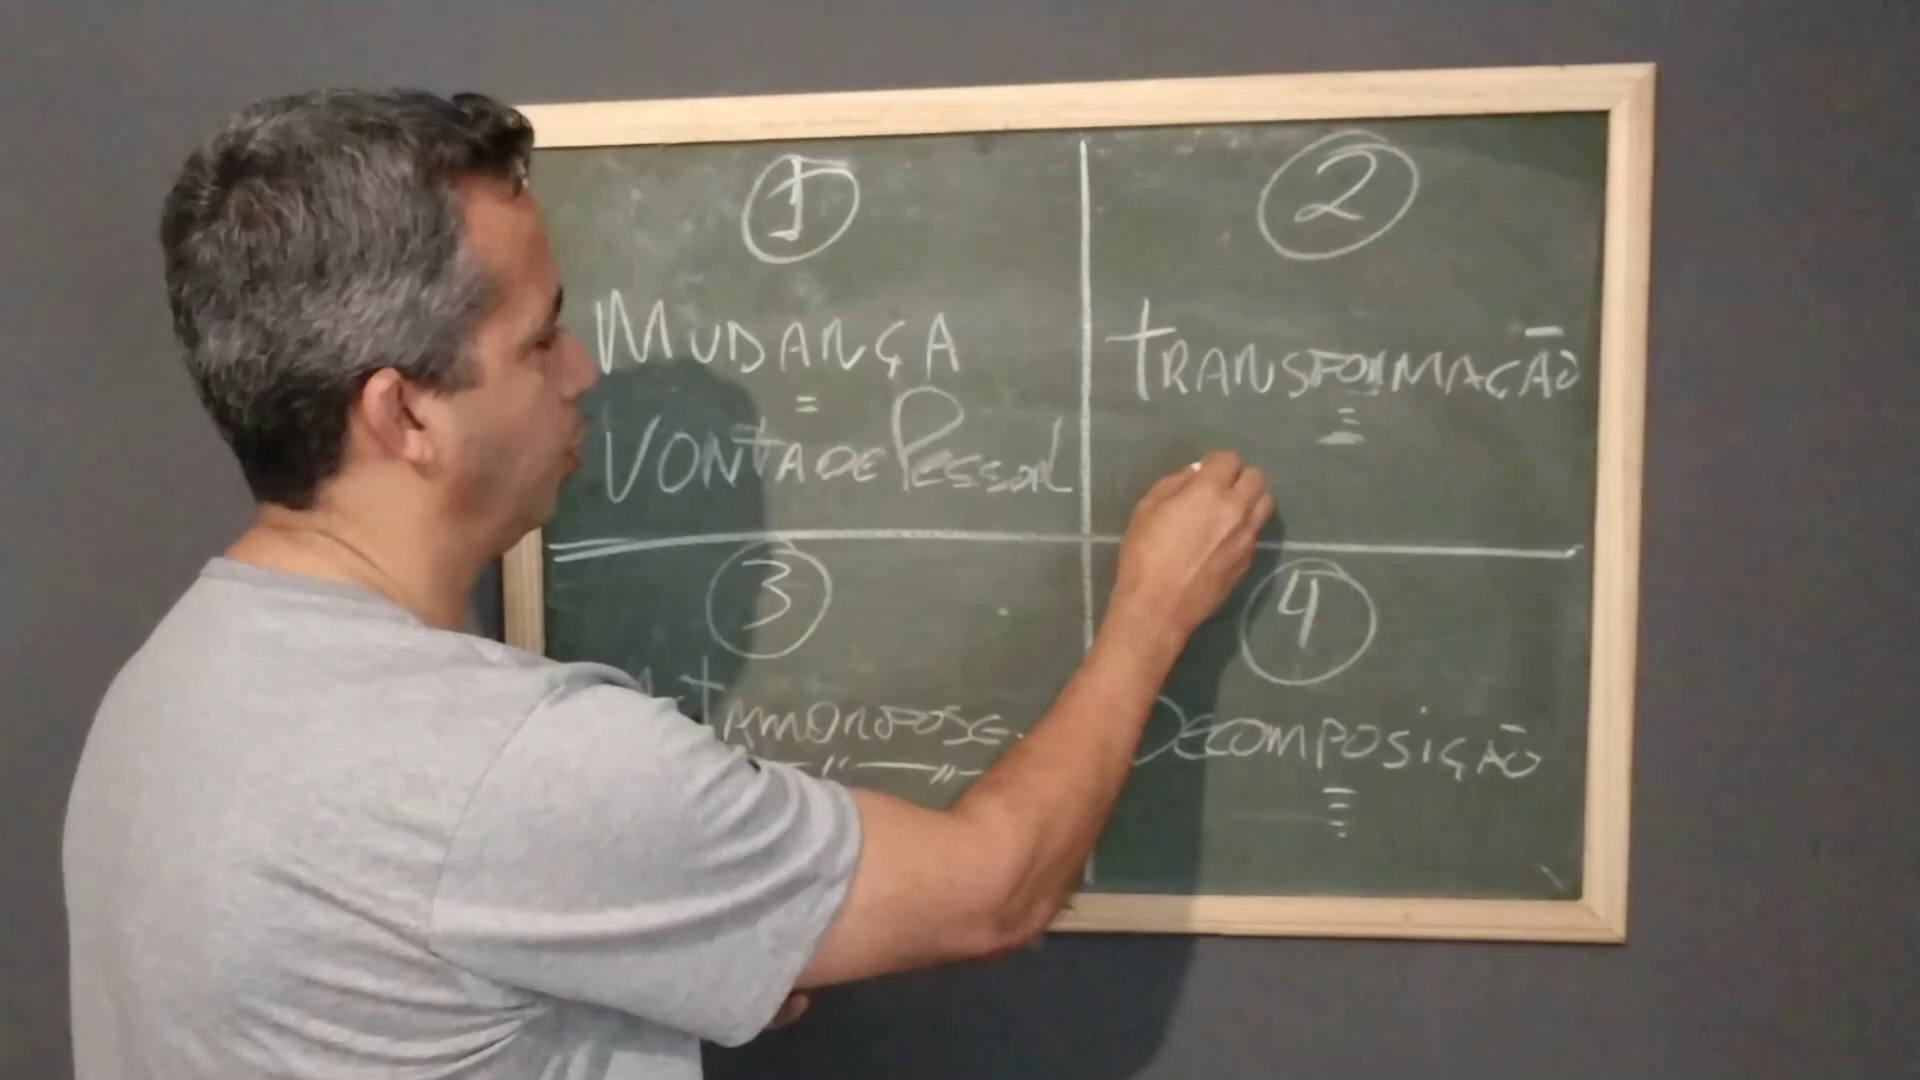 1
MUDANÇA
=
VONTADE PESSOAL
2
TRANSFORMAÇÃO
3
METAMORFOSE
4
DECOMPOSIÇÃO